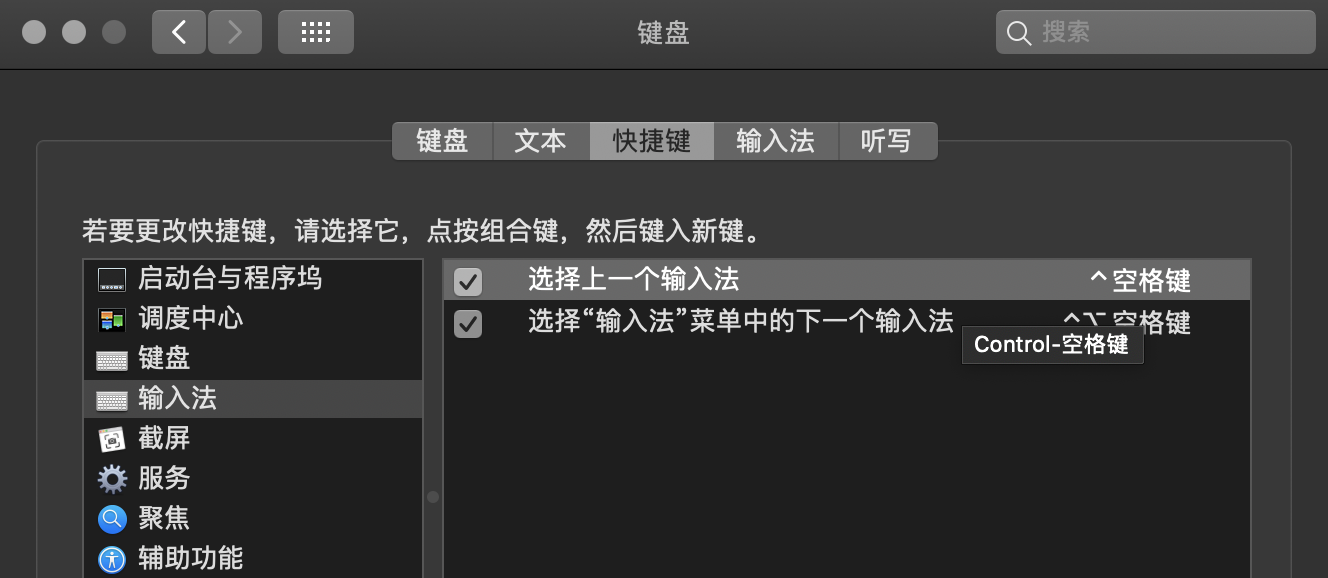 键盘
搜索
键盘 文本 快捷键 输入法 听写
若要更改快捷键，请选择它，点按组合键，然后键入新键。
启动台与程序坞
调度中心
键盘
输入法
截屏
服务
聚焦
辅助功能
选择上一个输入法 ^空格键
选择“输入法”菜单中的下一个输入法 ^⌥空格键
Control-空格键